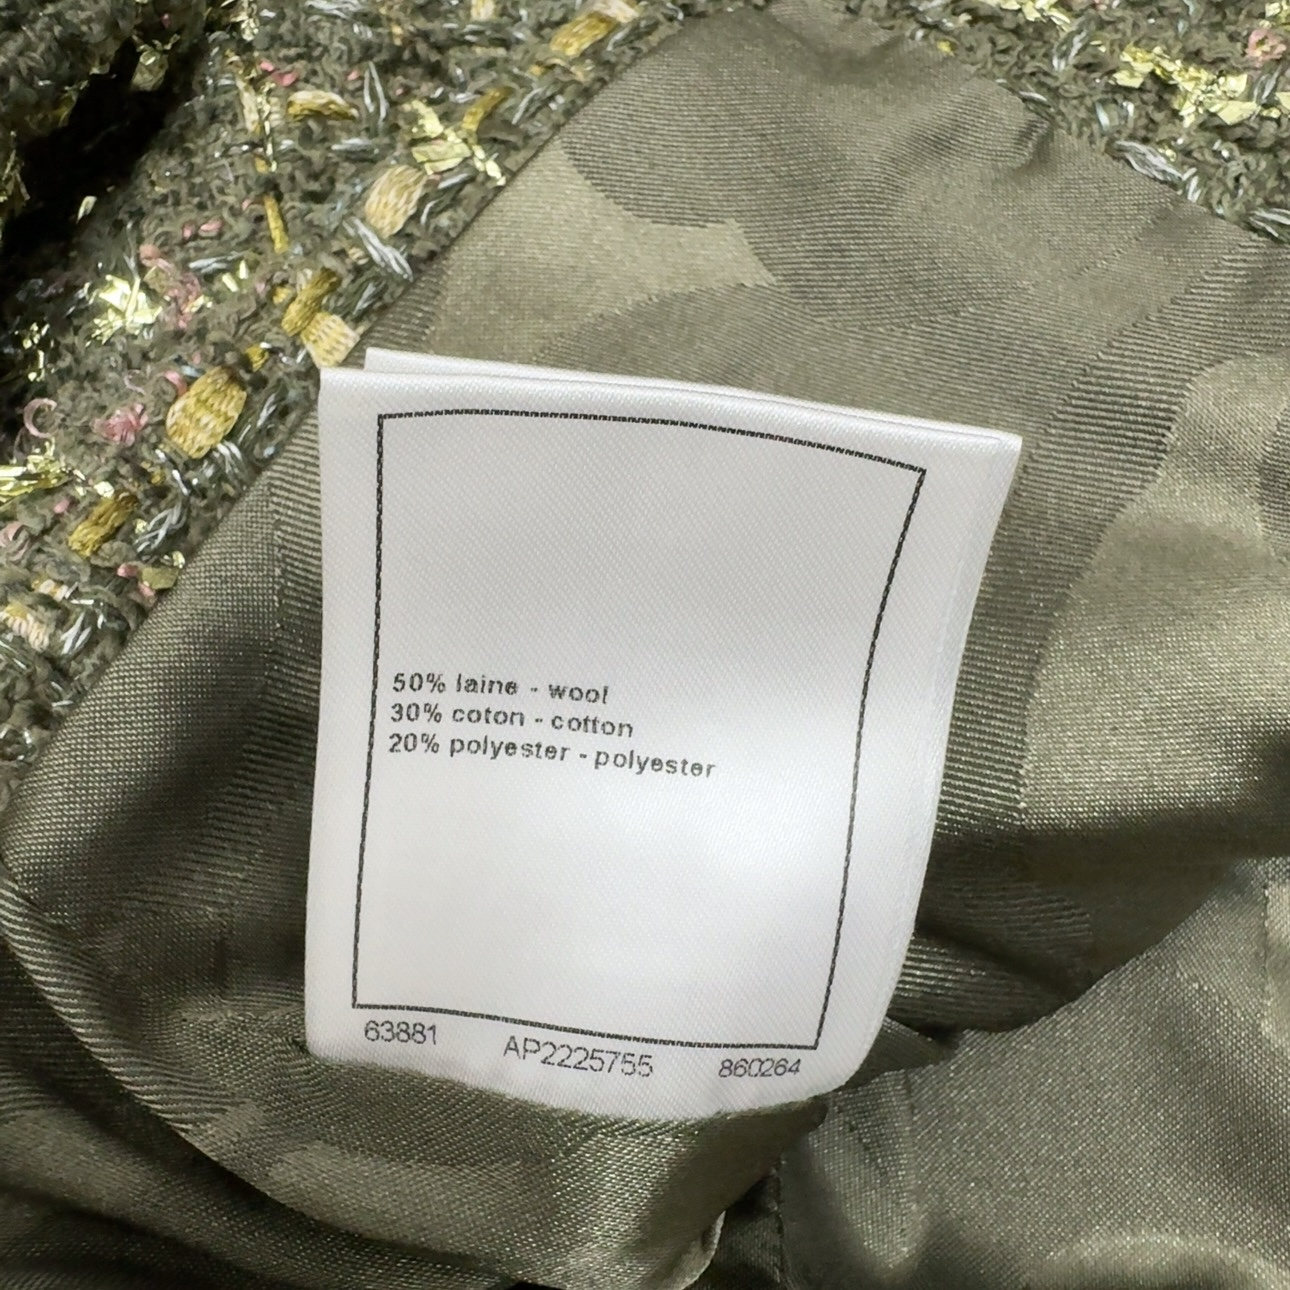 50% laine - wool
30% coton - cotton
20% polyester - polyester
63881 AP2225755 860264